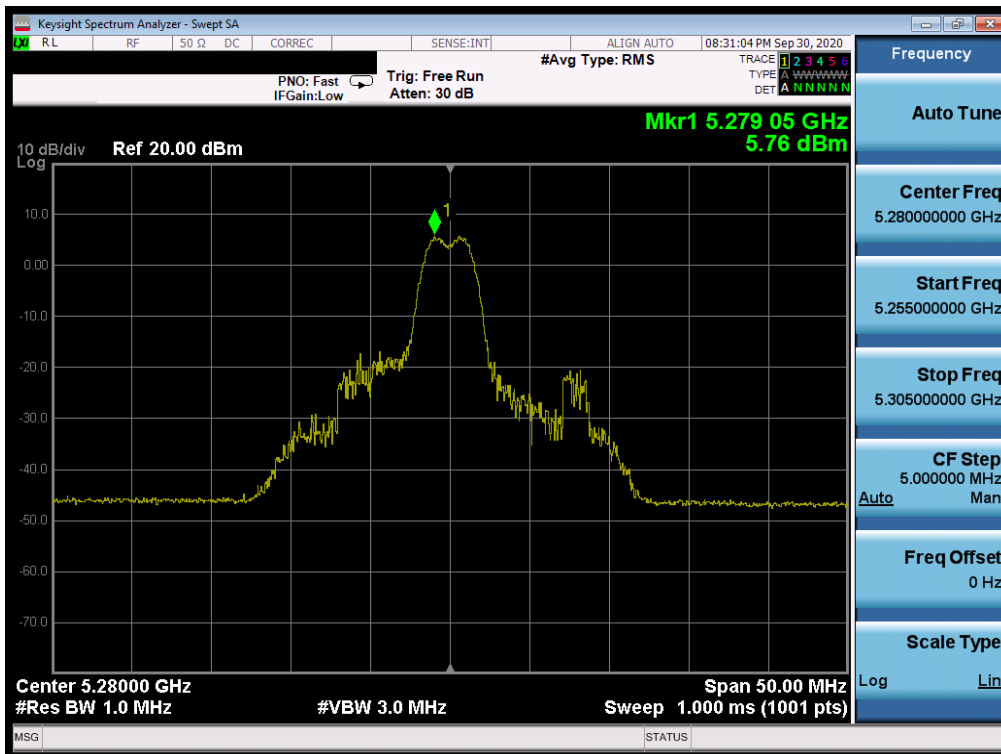 Keysight Spectrum Analyzer - Swept SA
LXI RL RF 50 Ω DC CORREC SENSE:INT ALIGN AUTO 08:31:04 PM Sep 30, 2020
PNO: Fast
IFGain:Low
Trig: Free Run
Atten: 30 dB
#Avg Type: RMS
TRACE 1 2 3 4 5 6
TYPE A WWWWW
DET A N N N N N
Mkr1 5.279 05 GHz
5.76 dBm
10 dB/div
Log
Ref 20.00 dBm
1
10.0
0.00
-10.0
-20.0
-30.0
-40.0
-50.0
-60.0
-70.0
Center 5.28000 GHz
Span 50.00 MHz
#Res BW 1.0 MHz
#VBW 3.0 MHz
Sweep 1.000 ms (1001 pts)
MSG
STATUS
Frequency
Auto Tune
Center Freq
5.280000000 GHz
Start Freq
5.255000000 GHz
Stop Freq
5.305000000 GHz
CF Step
5.000000 MHz
Auto Man
Freq Offset
0 Hz
Scale Type
Log Lin